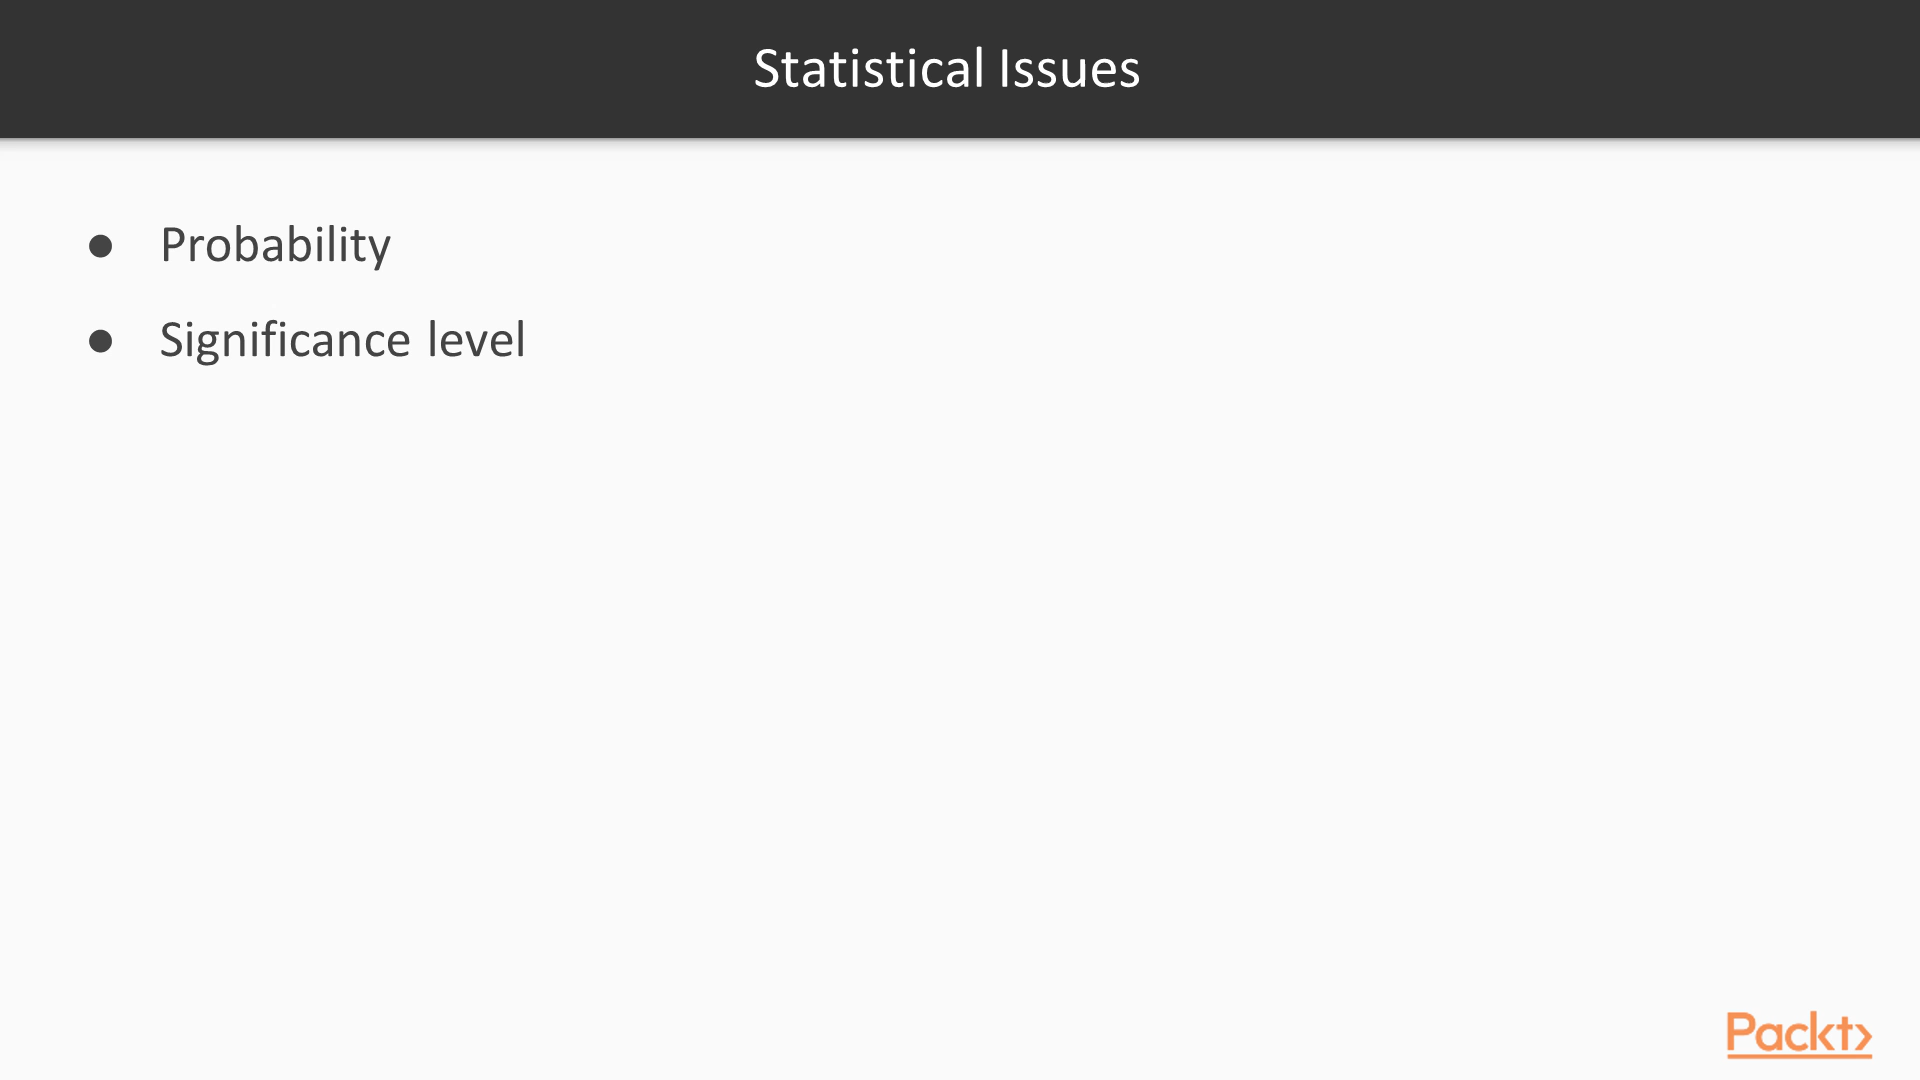 Statistical Issues
● Probability
● Significance level
Packt>